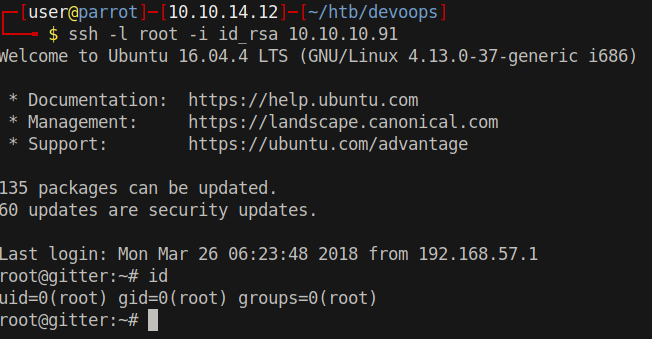 ┌─[user@parrot]─[10.10.14.12]─[~/htb/devoops]
└──╼ $ ssh -l root -i id_rsa 10.10.10.91
Welcome to Ubuntu 16.04.4 LTS (GNU/Linux 4.13.0-37-generic i686)

 * Documentation:  https://help.ubuntu.com
 * Management:     https://landscape.canonical.com
 * Support:        https://ubuntu.com/advantage

135 packages can be updated.
60 updates are security updates.

Last login: Mon Mar 26 06:23:48 2018 from 192.168.57.1
root@gitter:~# id
uid=0(root) gid=0(root) groups=0(root)
root@gitter:~#